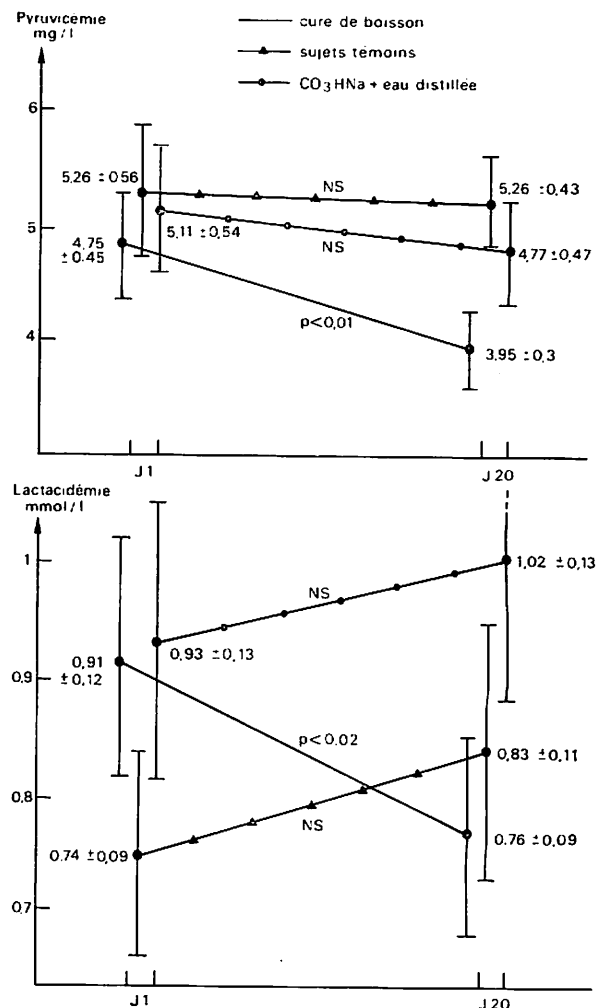 Pyruvicémie
mg/l
cure de boisson
sujets témoins
CO₃HNa + eau distillée
6
5
4
5,26 ± 0.56
NS
5,26 ± 0,43
5,11 ± 0,54
NS
4,77 ± 0,47
4,75
± 0.45
p<0,01
3,95 ± 0,3
J1
J20
Lactacidémie
mmol/l
1
0,9
0,8
0,7
NS
1,02 ± 0,13
0,93 ± 0,13
0,91
± 0,12
p<0,02
0,83 ± 0,11
NS
0.74 ± 0,09
0.76 ± 0,09
J1
J20